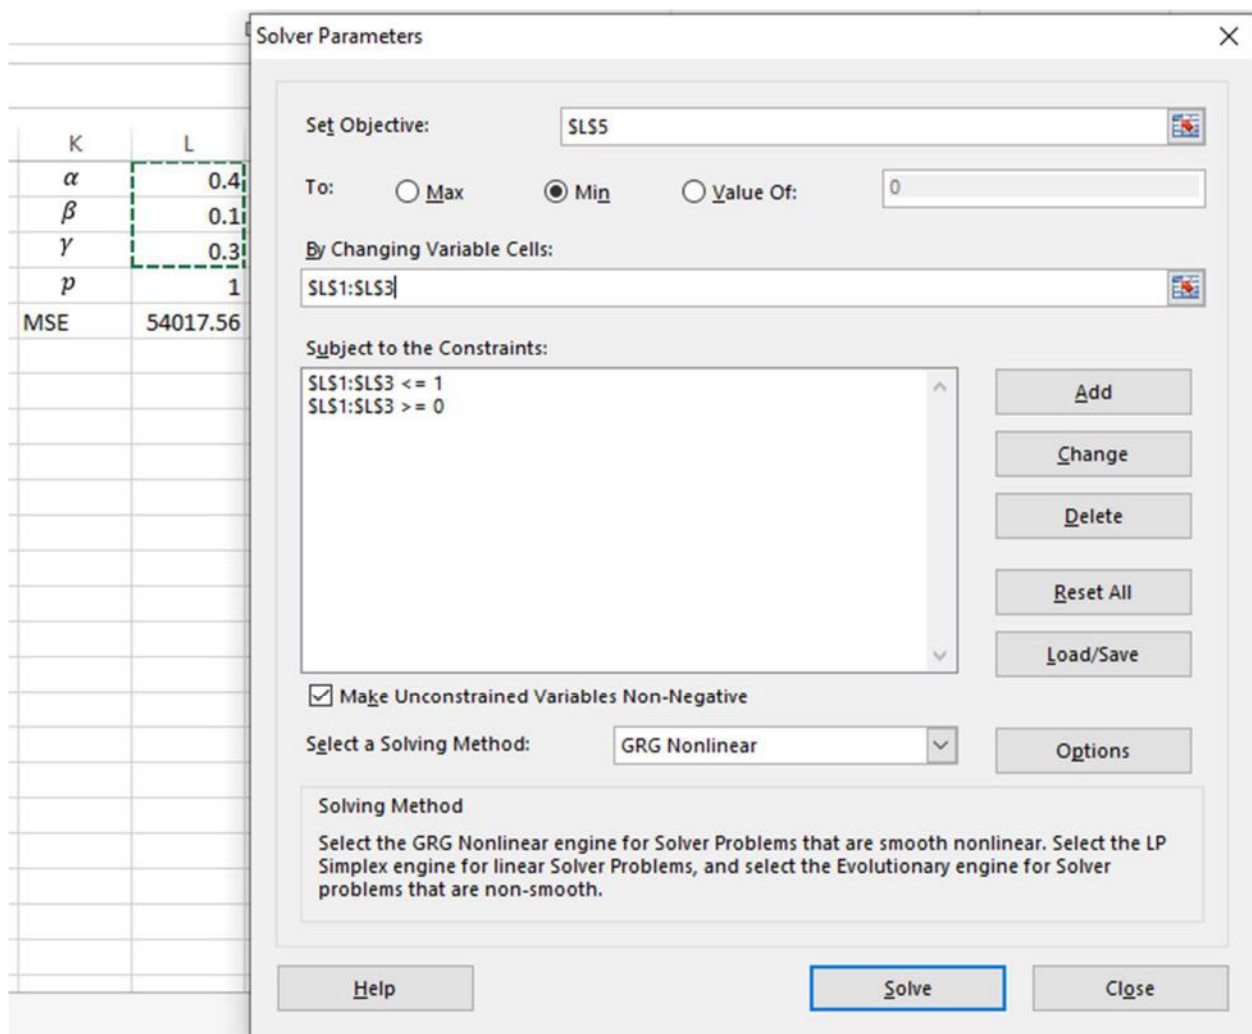 Solver Parameters
K L
α 0.4
β 0.1
γ 0.3
p 1
MSE 54017.56
Set Objective: $L$5
To: Max Min Value Of: 0
By Changing Variable Cells:
$L$1:$L$3
Subject to the Constraints:
$L$1:$L$3 <= 1
$L$1:$L$3 >= 0
Add
Change
Delete
Reset All
Load/Save
Make Unconstrained Variables Non-Negative
Select a Solving Method: GRG Nonlinear Options
Solving Method
Select the GRG Nonlinear engine for Solver Problems that are smooth nonlinear. Select the LP
Simplex engine for linear Solver Problems, and select the Evolutionary engine for Solver
problems that are non-smooth.
Help Solve Close